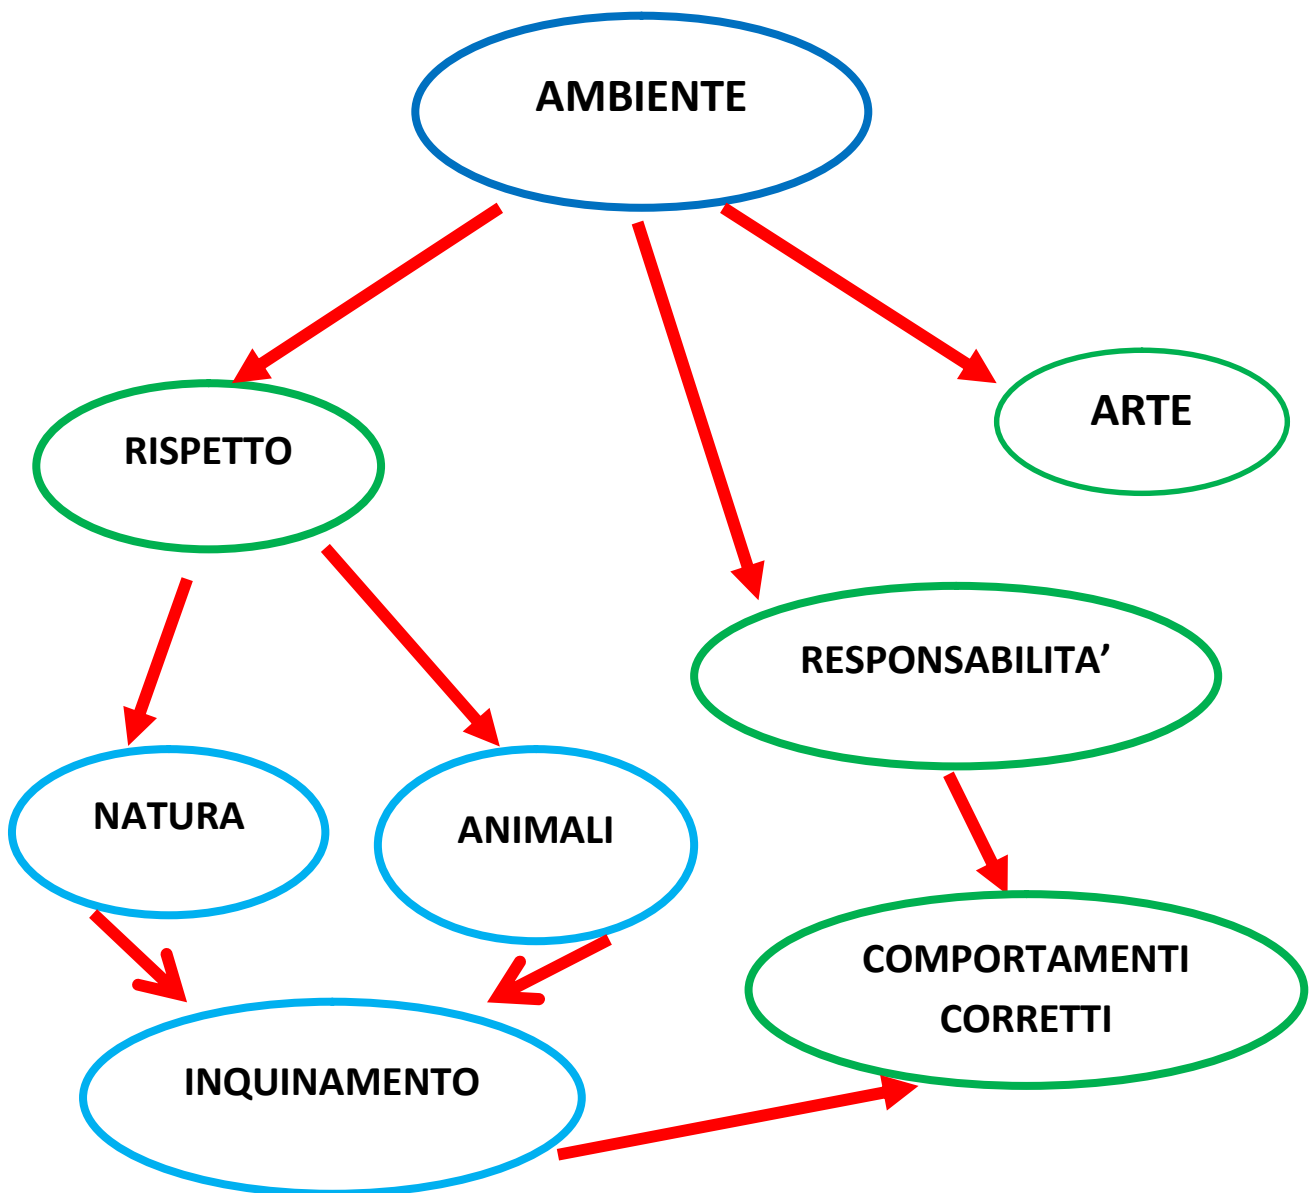 AMBIENTE
ARTE
RISPETTO
RESPONSABILITA’
NATURA
ANIMALI
COMPORTAMENTI
CORRETTI
INQUINAMENTO